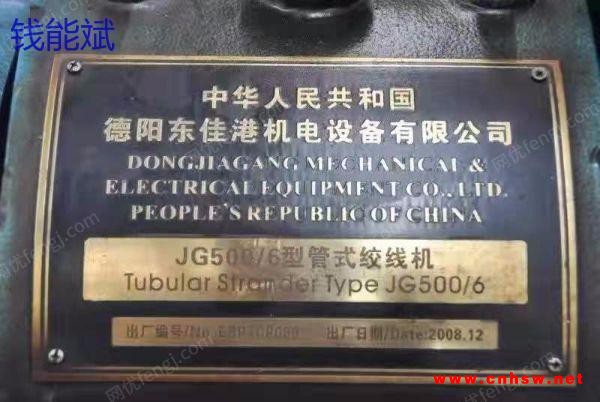 钱能斌
中华人民共和国
德阳东佳港机电设备有限公司
DONGJIAGANG MECHANICAL &
ELECTRICAL EQUIPMENT CO., LTD.
PEOPLE'S REPUBLIC OF CHINA
JG500/6型管式绞线机
Tubular Strander Type JG500/6
出厂编号/No. 出厂日期/Date:2008.12
www.cnhsw.net